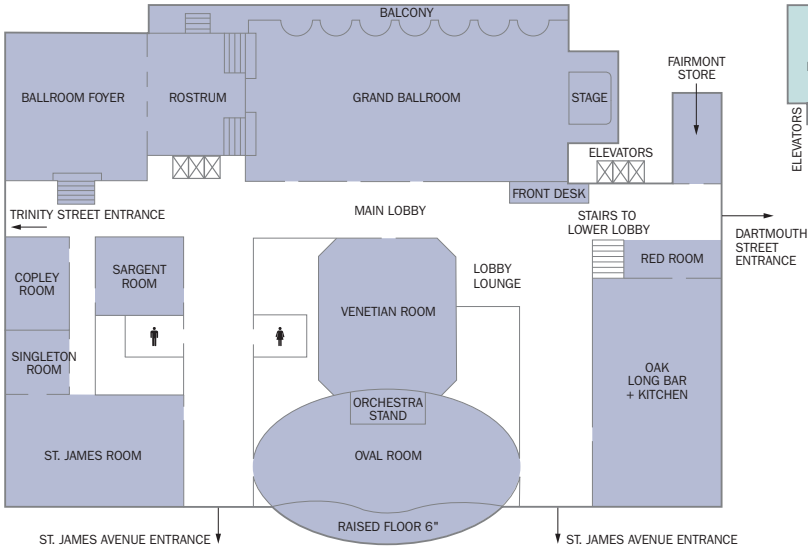 BALCONY
FAIRMONT
STORE
BALLROOM FOYER
ROSTRUM
GRAND BALLROOM
STAGE
ELEVATORS
ELEVATORS
FRONT DESK
TRINITY STREET ENTRANCE
MAIN LOBBY
STAIRS TO
LOWER LOBBY
DARTMOUTH
STREET
ENTRANCE
COPLEY
ROOM
SARGENT
ROOM
LOBBY
LOUNGE
RED ROOM
VENETIAN ROOM
SINGLETON
ROOM
OAK
LONG BAR
+ KITCHEN
ORCHESTRA
STAND
ST. JAMES ROOM
OVAL ROOM
RAISED FLOOR 6"
ST. JAMES AVENUE ENTRANCE
ST. JAMES AVENUE ENTRANCE